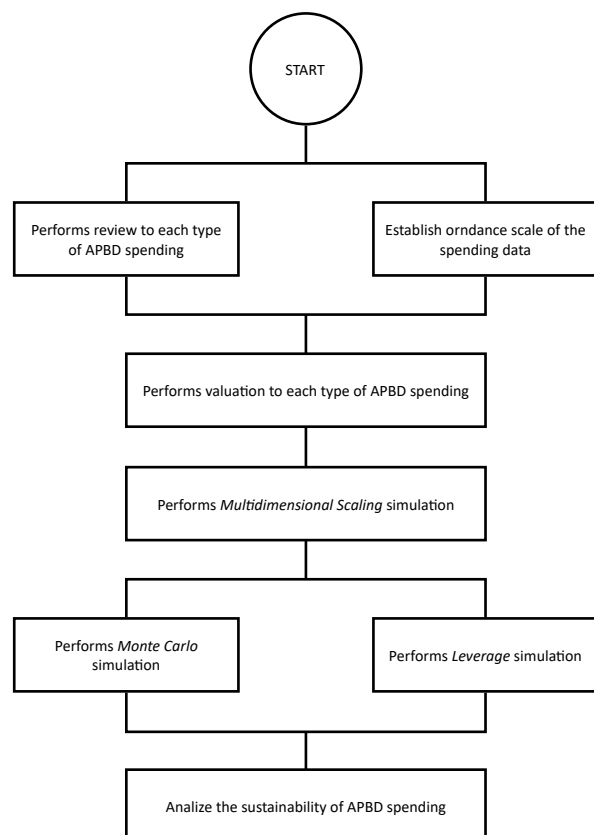 START
Performs review to each type
of APBD spending
Establish orndance scale of the
spending data
Performs valuation to each type of APBD spending
Performs Multidimensional Scaling simulation
Performs Monte Carlo
simulation
Performs Leverage simulation
Analize the sustainability of APBD spending